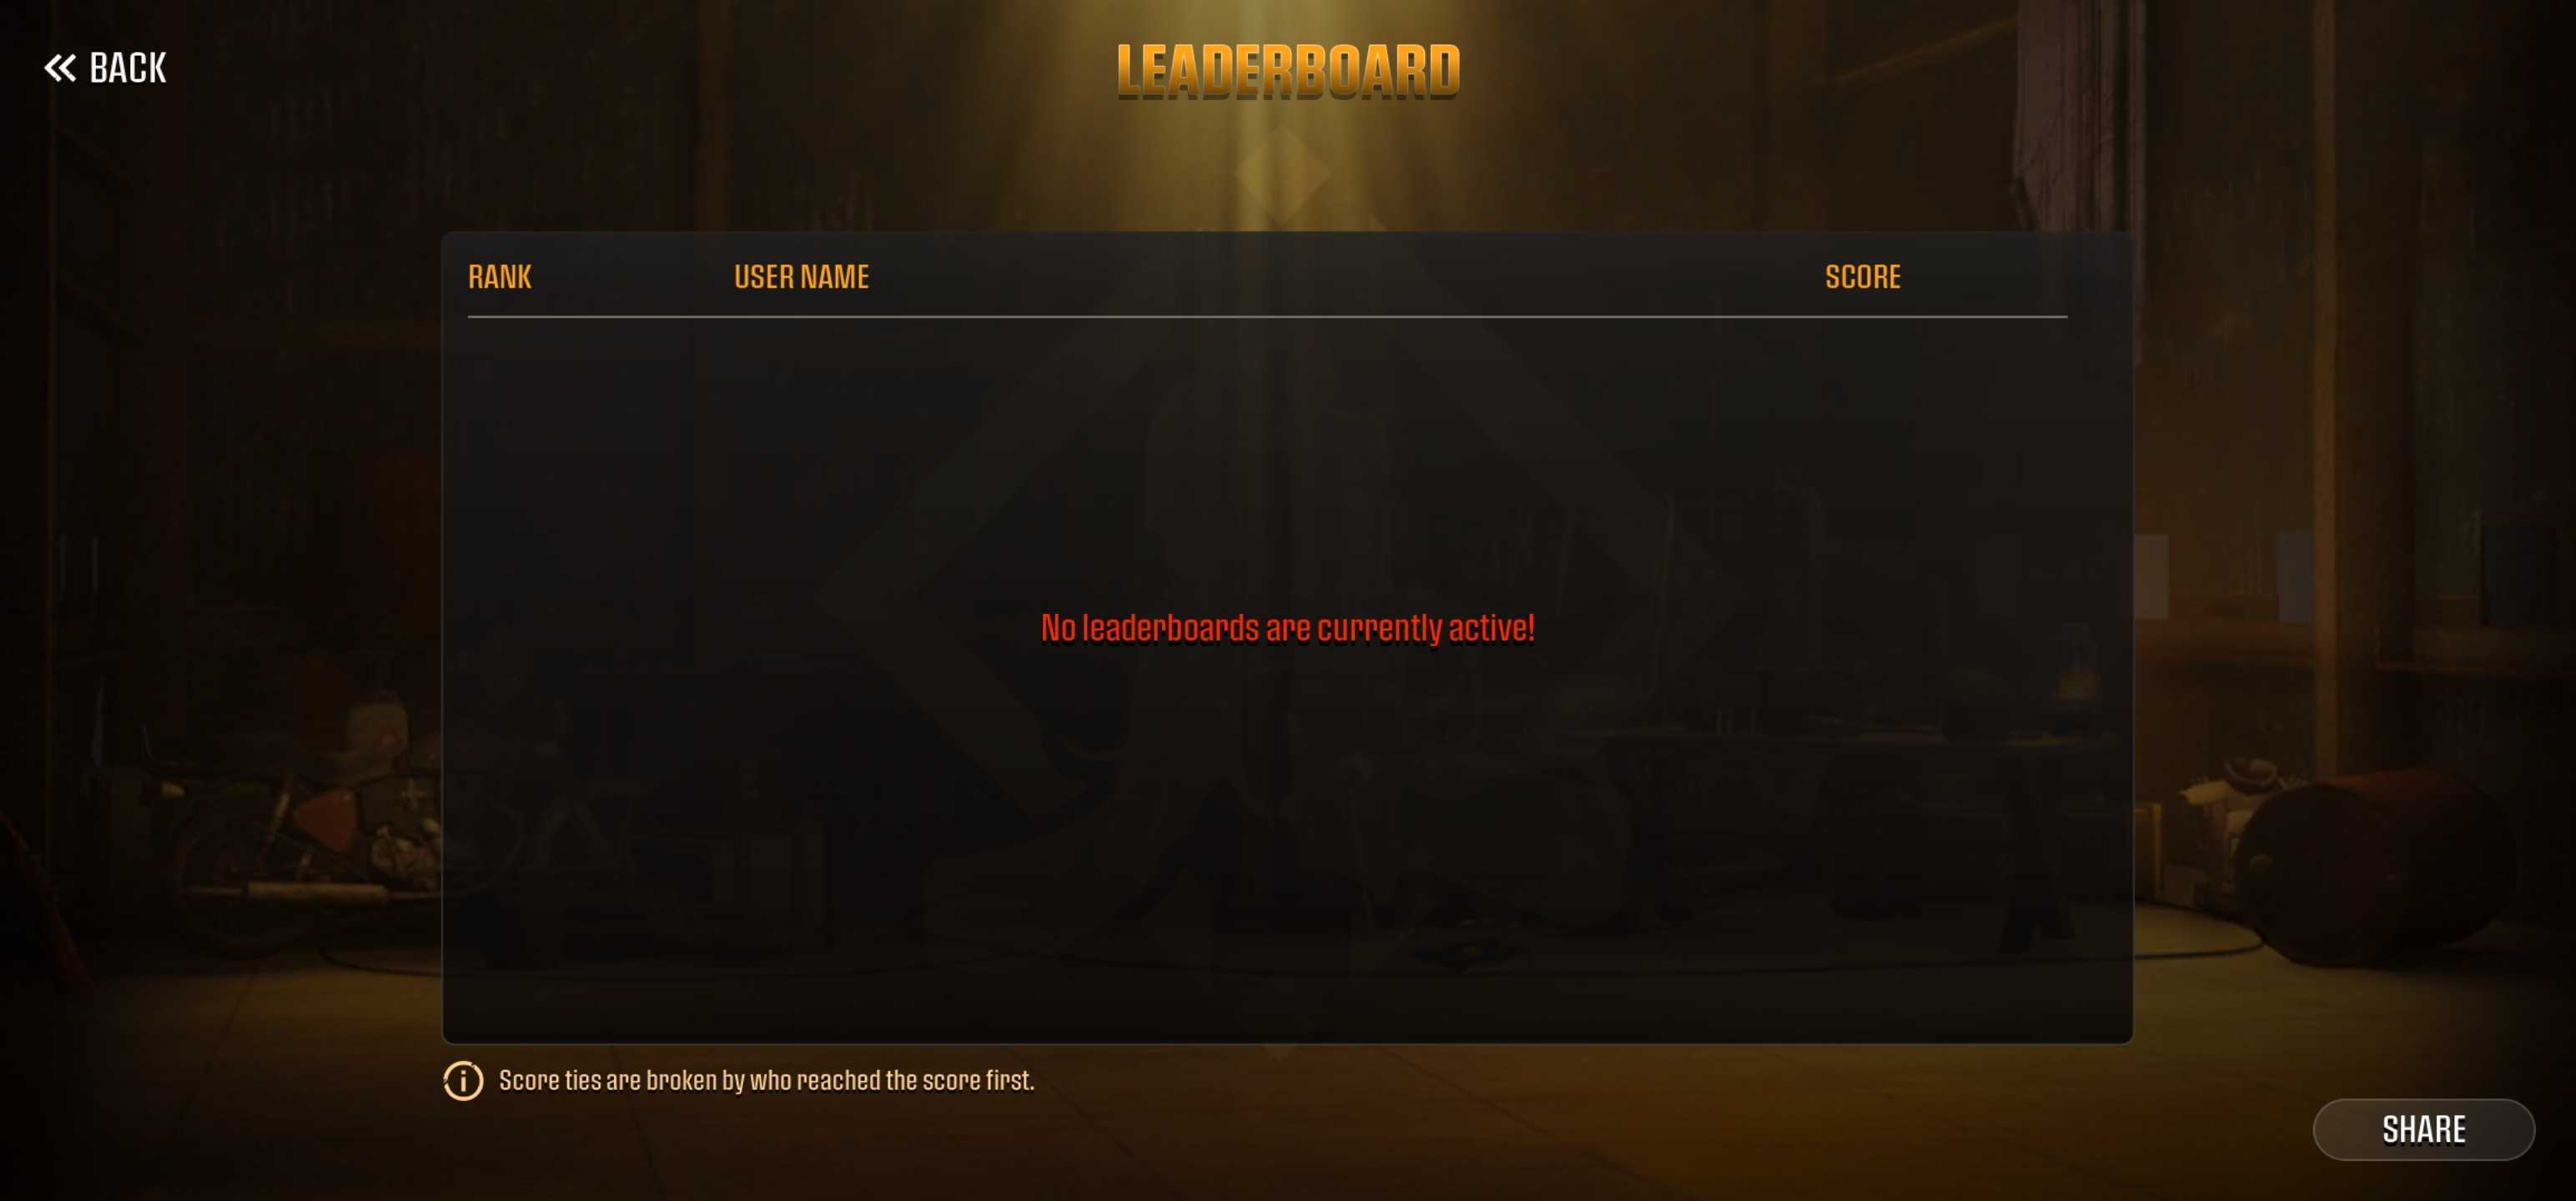 BACK
LEADERBOARD
RANK USER NAME SCORE
No leaderboards are currently active!
Score ties are broken by who reached the score first.
SHARE